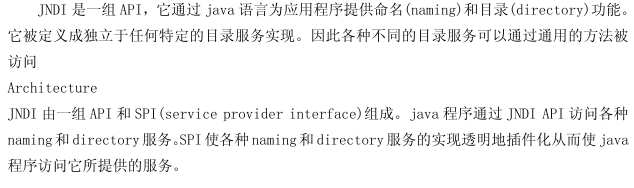 JNDI 是一组 API，它通过 java 语言为应用程序提供命名(naming)和目录(directory)功能。
它被定义成独立于任何特定的目录服务实现。因此各种不同的目录服务可以通过通用的方法被
访问
Architecture
JNDI 由一组 API 和 SPI(service provider interface)组成。java 程序通过 JNDI API 访问各种
naming 和 directory 服务。SPI 使各种 naming 和 directory 服务的实现透明地插件化从而使 java
程序访问它所提供的服务。